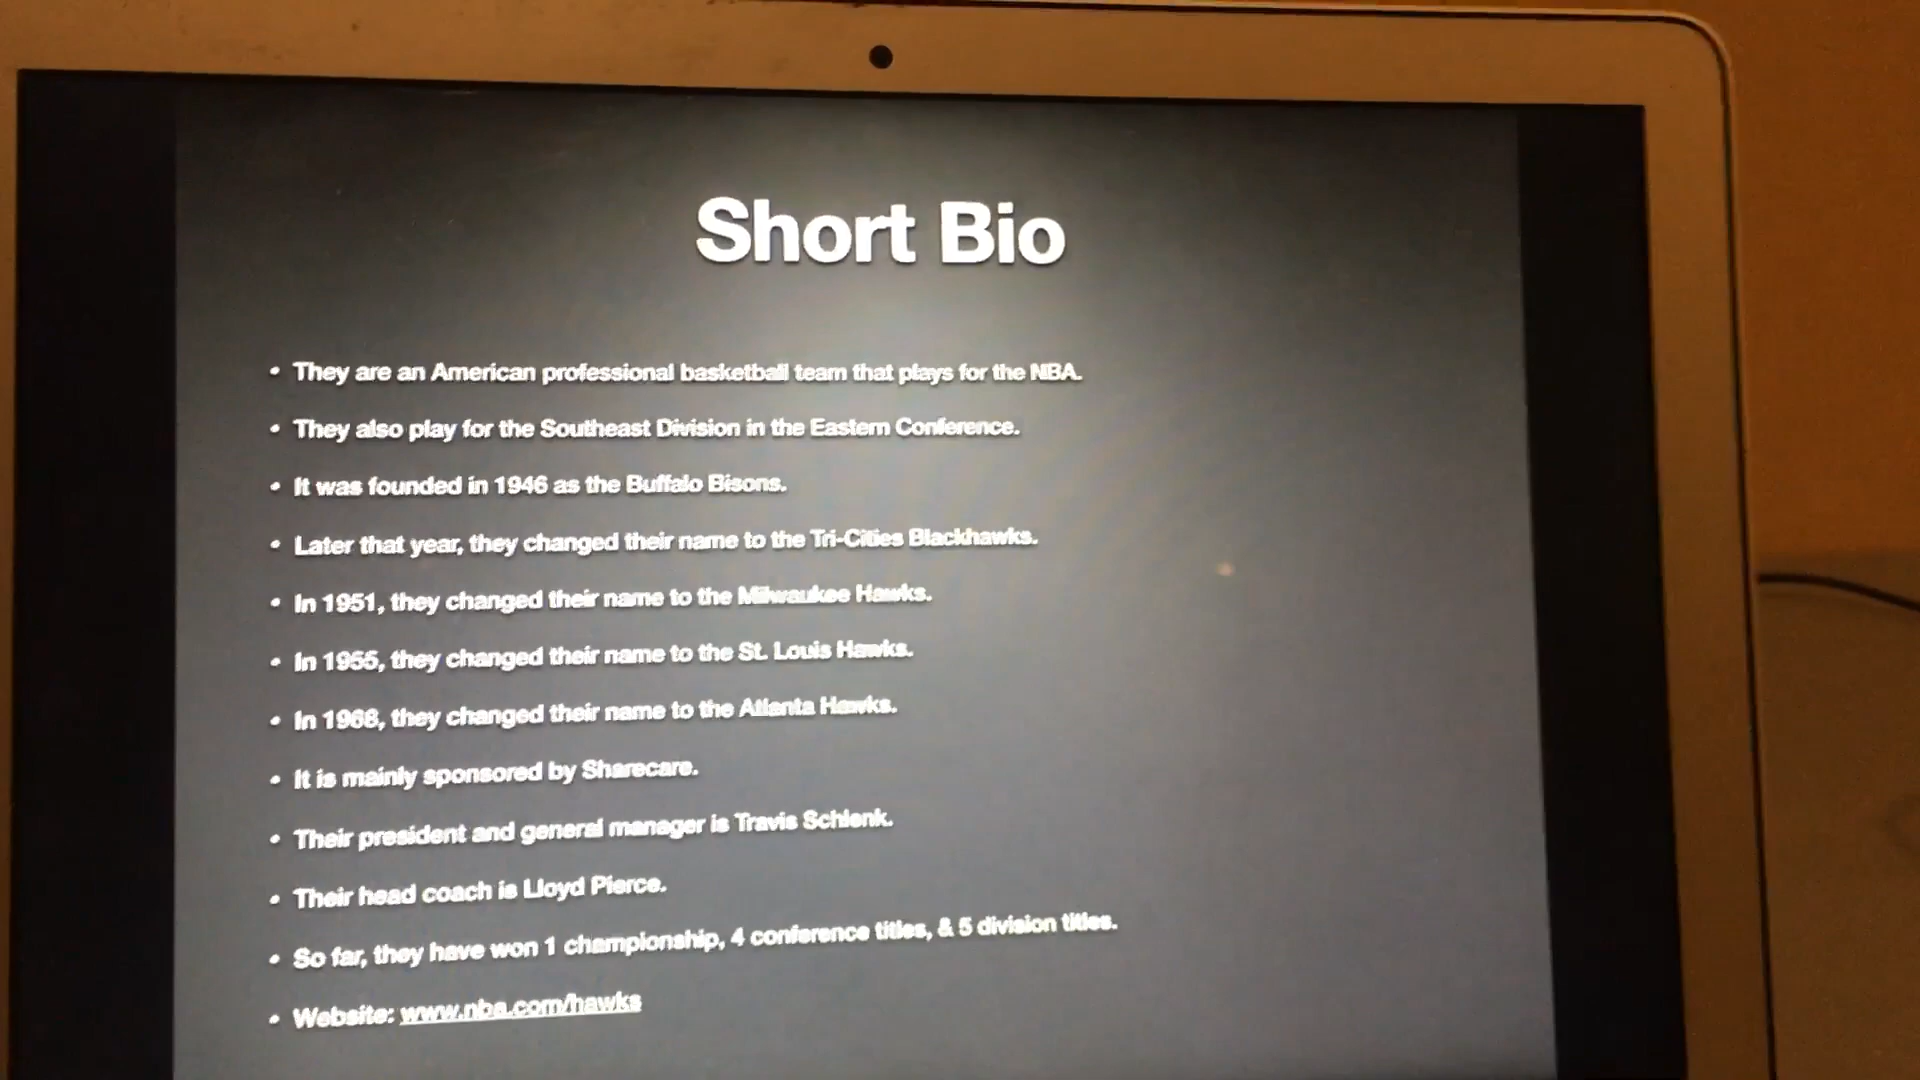 Short Bio
• They are an American professional basketball team that plays for the NBA.
• They also play for the Southeast Division in the Eastern Conference.
• It was founded in 1946 as the Buffalo Bisons.
• Later that year, they changed their name to the Tri-Cities Blackhawks.
• In 1951, they changed their name to the Milwaukee Hawks.
• In 1955, they changed their name to the St. Louis Hawks.
• In 1968, they changed their name to the Atlanta Hawks.
• It is mainly sponsored by Sharecare.
• Their president and general manager is Travis Schlenk.
• Their head coach is Lloyd Pierce.
• So far, they have won 1 championship, 4 conference titles, & 5 division titles.
• Website: www.nba.com/hawks